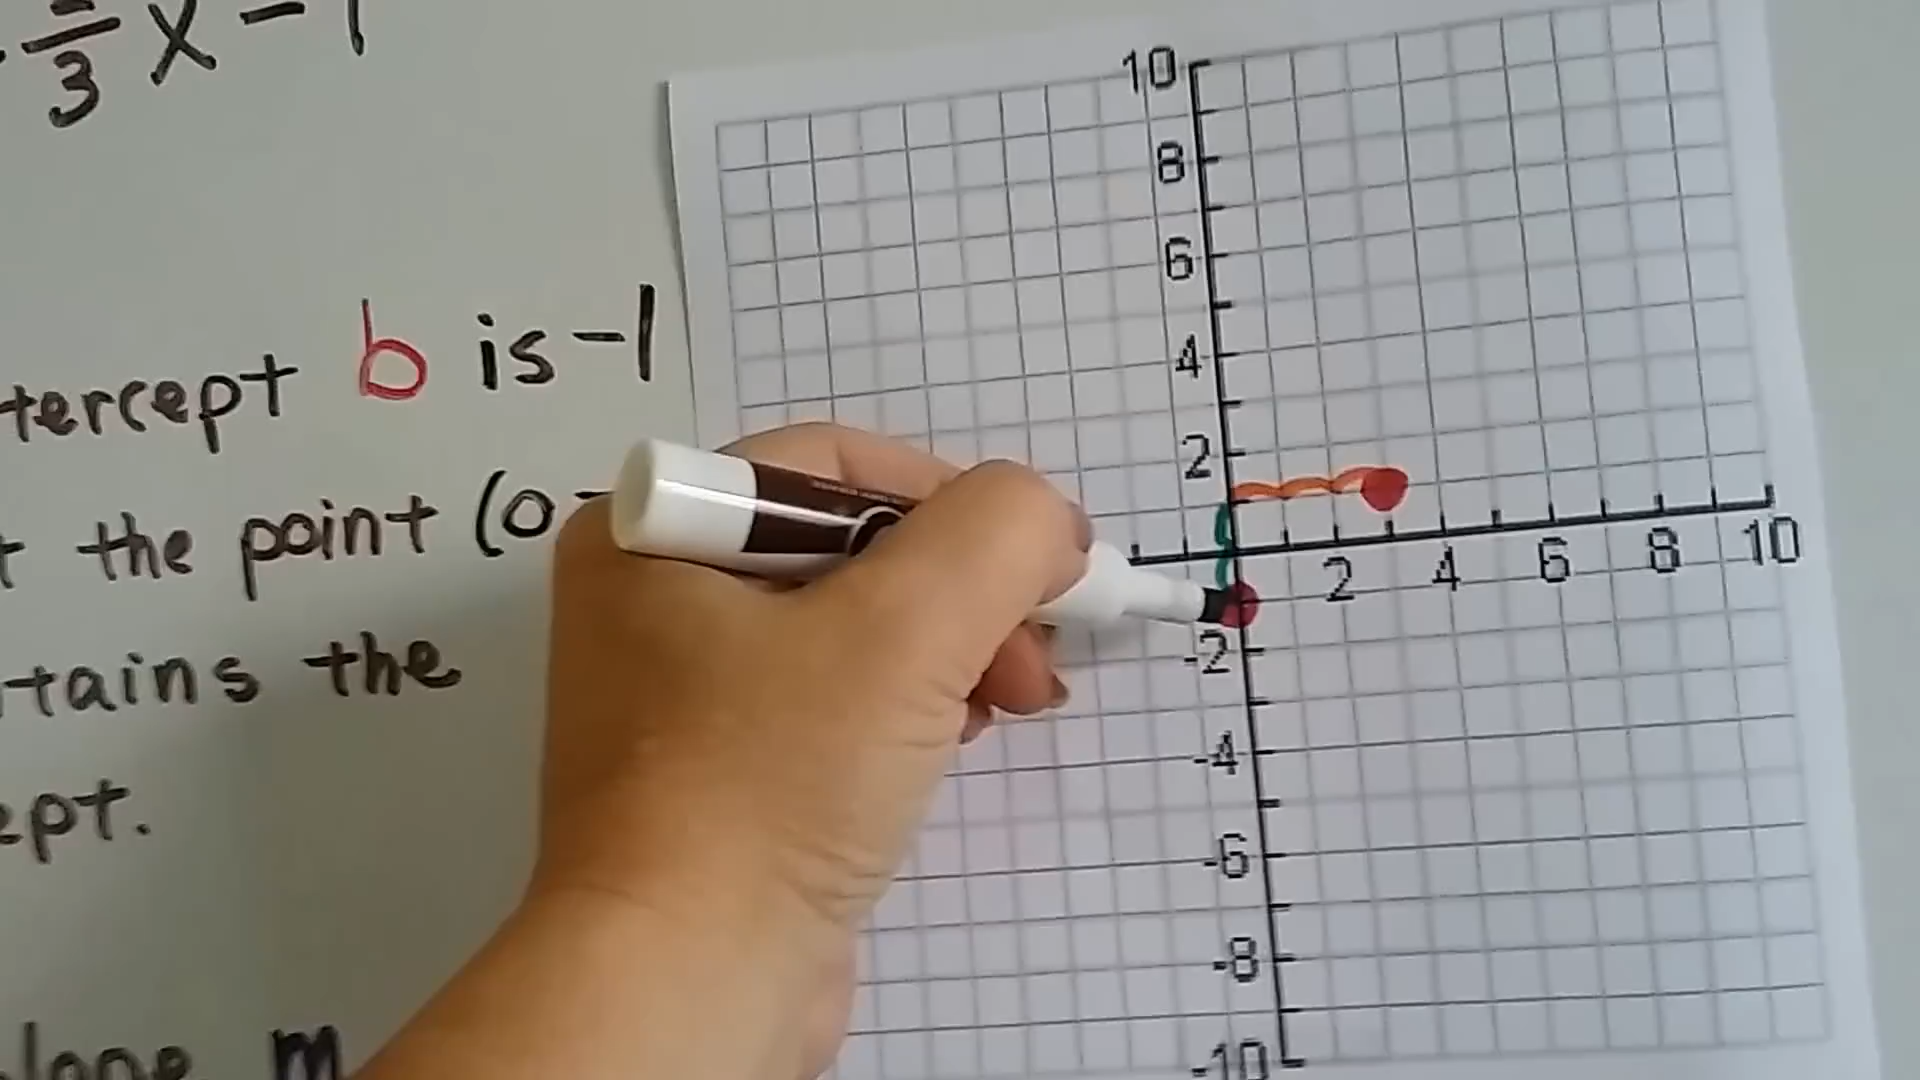 3 x - 1
tercept b is -1
the point (0
tains the
ept.
m
10
8
6
4
2
2 4 6 8 10
-2
-4
-6
-8
-10